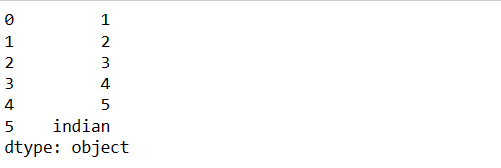 0         1
1         2
2         3
3         4
4         5
5    indian
dtype: object